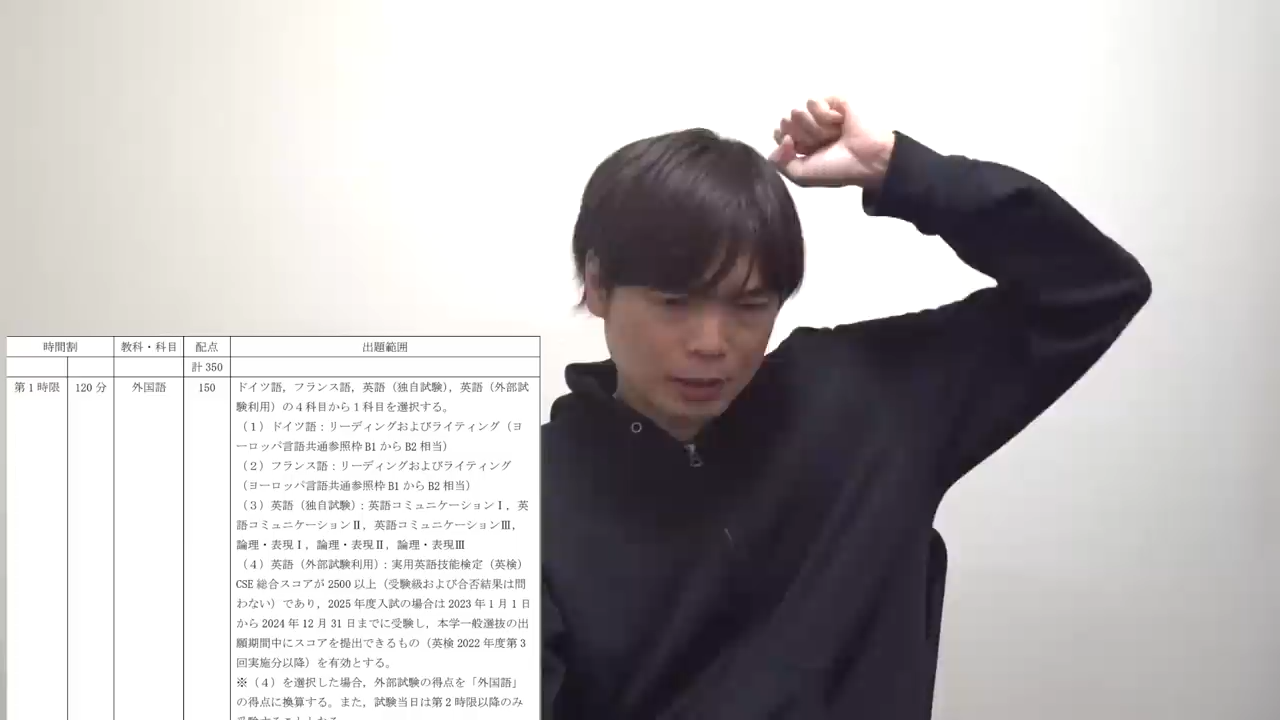 時間割 教科・科目 配点 出題範囲
計 350
第1時限 120 分 外国語 150 ドイツ語，フランス語，英語（独自試験），英語（外部試
験利用）の４科目から１科目を選択する。
（１）ドイツ語：リーディングおよびライティング（ヨ
ーロッパ言語共通参照枠 B1 から B2 相当）
（２）フランス語：リーディングおよびライティング
（ヨーロッパ言語共通参照枠 B1 から B2 相当）
（３）英語（独自試験）：英語コミュニケーションⅠ，英
語コミュニケーションⅡ，英語コミュニケーションⅢ，
論理・表現Ⅰ，論理・表現Ⅱ，論理・表現Ⅲ
（４）英語（外部試験利用）：実用英語技能検定（英検）
CSE 総合スコアが 2500 以上（受験級および合否結果は問
わない）であり，2025 年度入試の場合は 2023 年 1 月 1 日
から 2024 年 12 月 31 日までに受験し，本学一般選抜の出
願期間中にスコアを提出できるもの（英検 2022 年度第 3
回実施分以降）を有効とする。
※（４）を選択した場合，外部試験の得点を「外国語」
の得点に換算する。また，試験当日は第２時限以降のみ